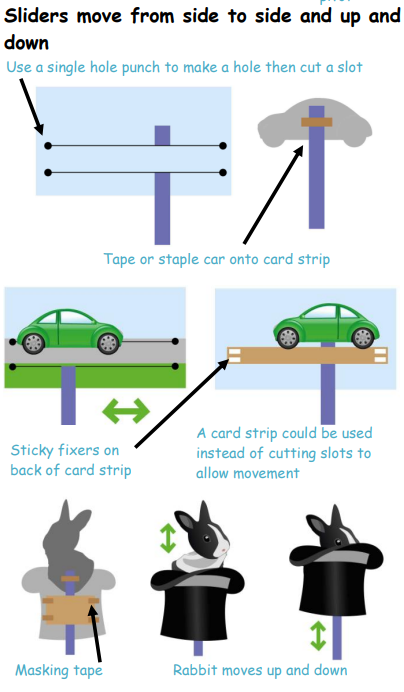 Sliders move from side to side and up and
down
Use a single hole punch to make a hole then cut a slot
Tape or staple car onto card strip
Sticky fixers on
back of card strip
A card strip could be used
instead of cutting slots to
allow movement
Masking tape
Rabbit moves up and down